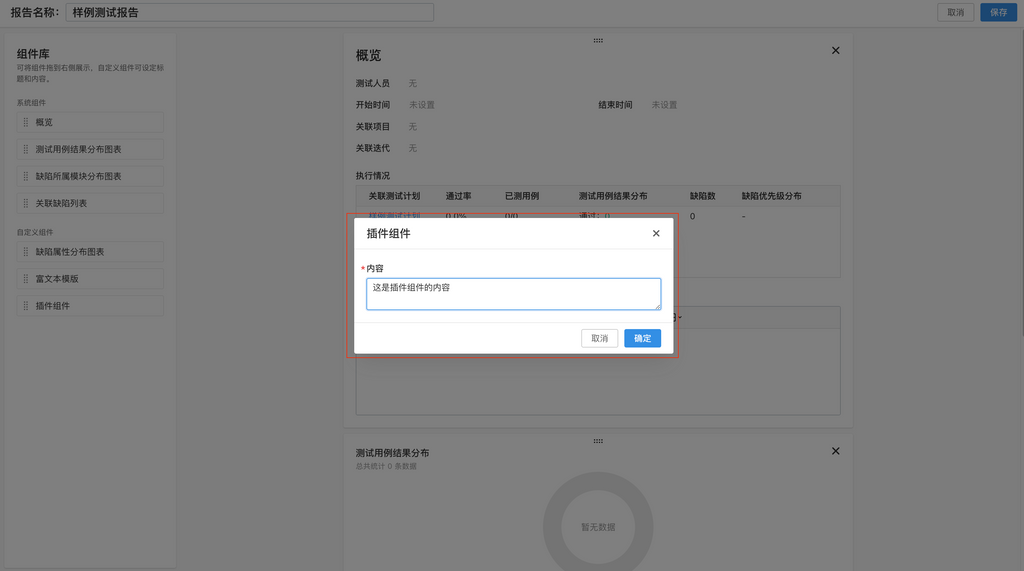 报告名称： 样例测试报告 取消 保存
组件库
可将组件拖到右侧展示，自定义组件可设定标
题和内容。
系统组件
概览
测试用例结果分布图表
缺陷所属模块分布图表
关联缺陷列表
自定义组件
缺陷属性分布图表
富文本模版
插件组件
概览
测试人员 无
开始时间 未设置 结束时间 未设置
关联项目 无
关联迭代 无
执行情况
关联测试计划 通过率 已测用例 测试用例结果分布 缺陷数 缺陷优先级分布
样例测试计划 0.0% 0/0 通过：0 0 -
插件组件
* 内容
这是插件组件的内容
取消 确定
测试用例结果分布
总共统计 0 条数据
暂无数据